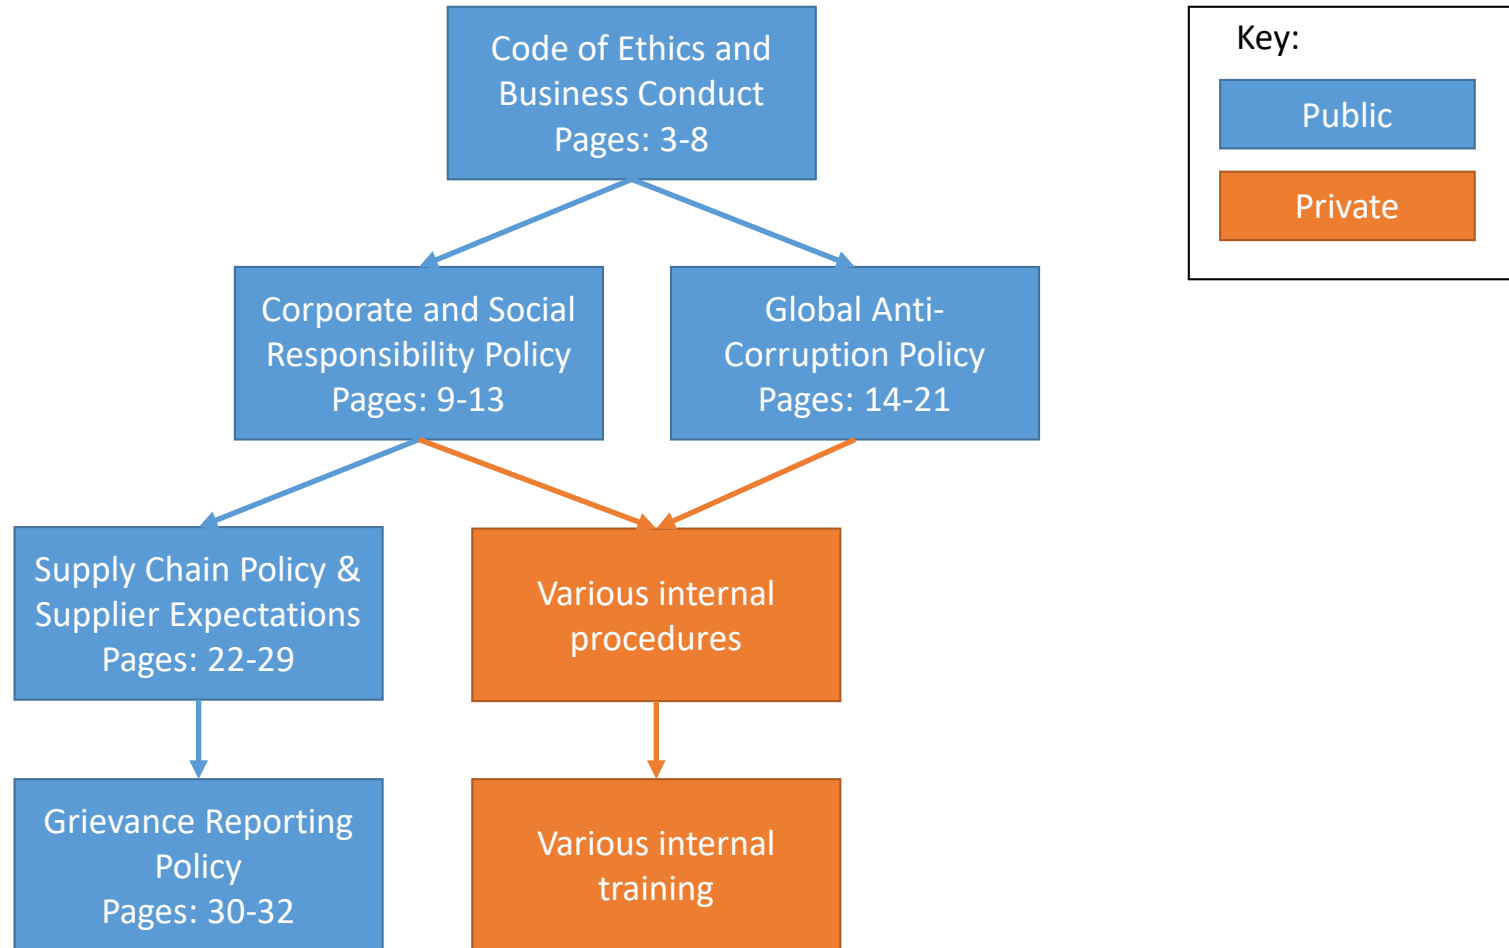 Code of Ethics and
Business Conduct
Pages: 3-8
Key:
Public
Private
Corporate and Social
Responsibility Policy
Pages: 9-13
Global Anti-
Corruption Policy
Pages: 14-21
Supply Chain Policy &
Supplier Expectations
Pages: 22-29
Various internal
procedures
Grievance Reporting
Policy
Pages: 30-32
Various internal
training